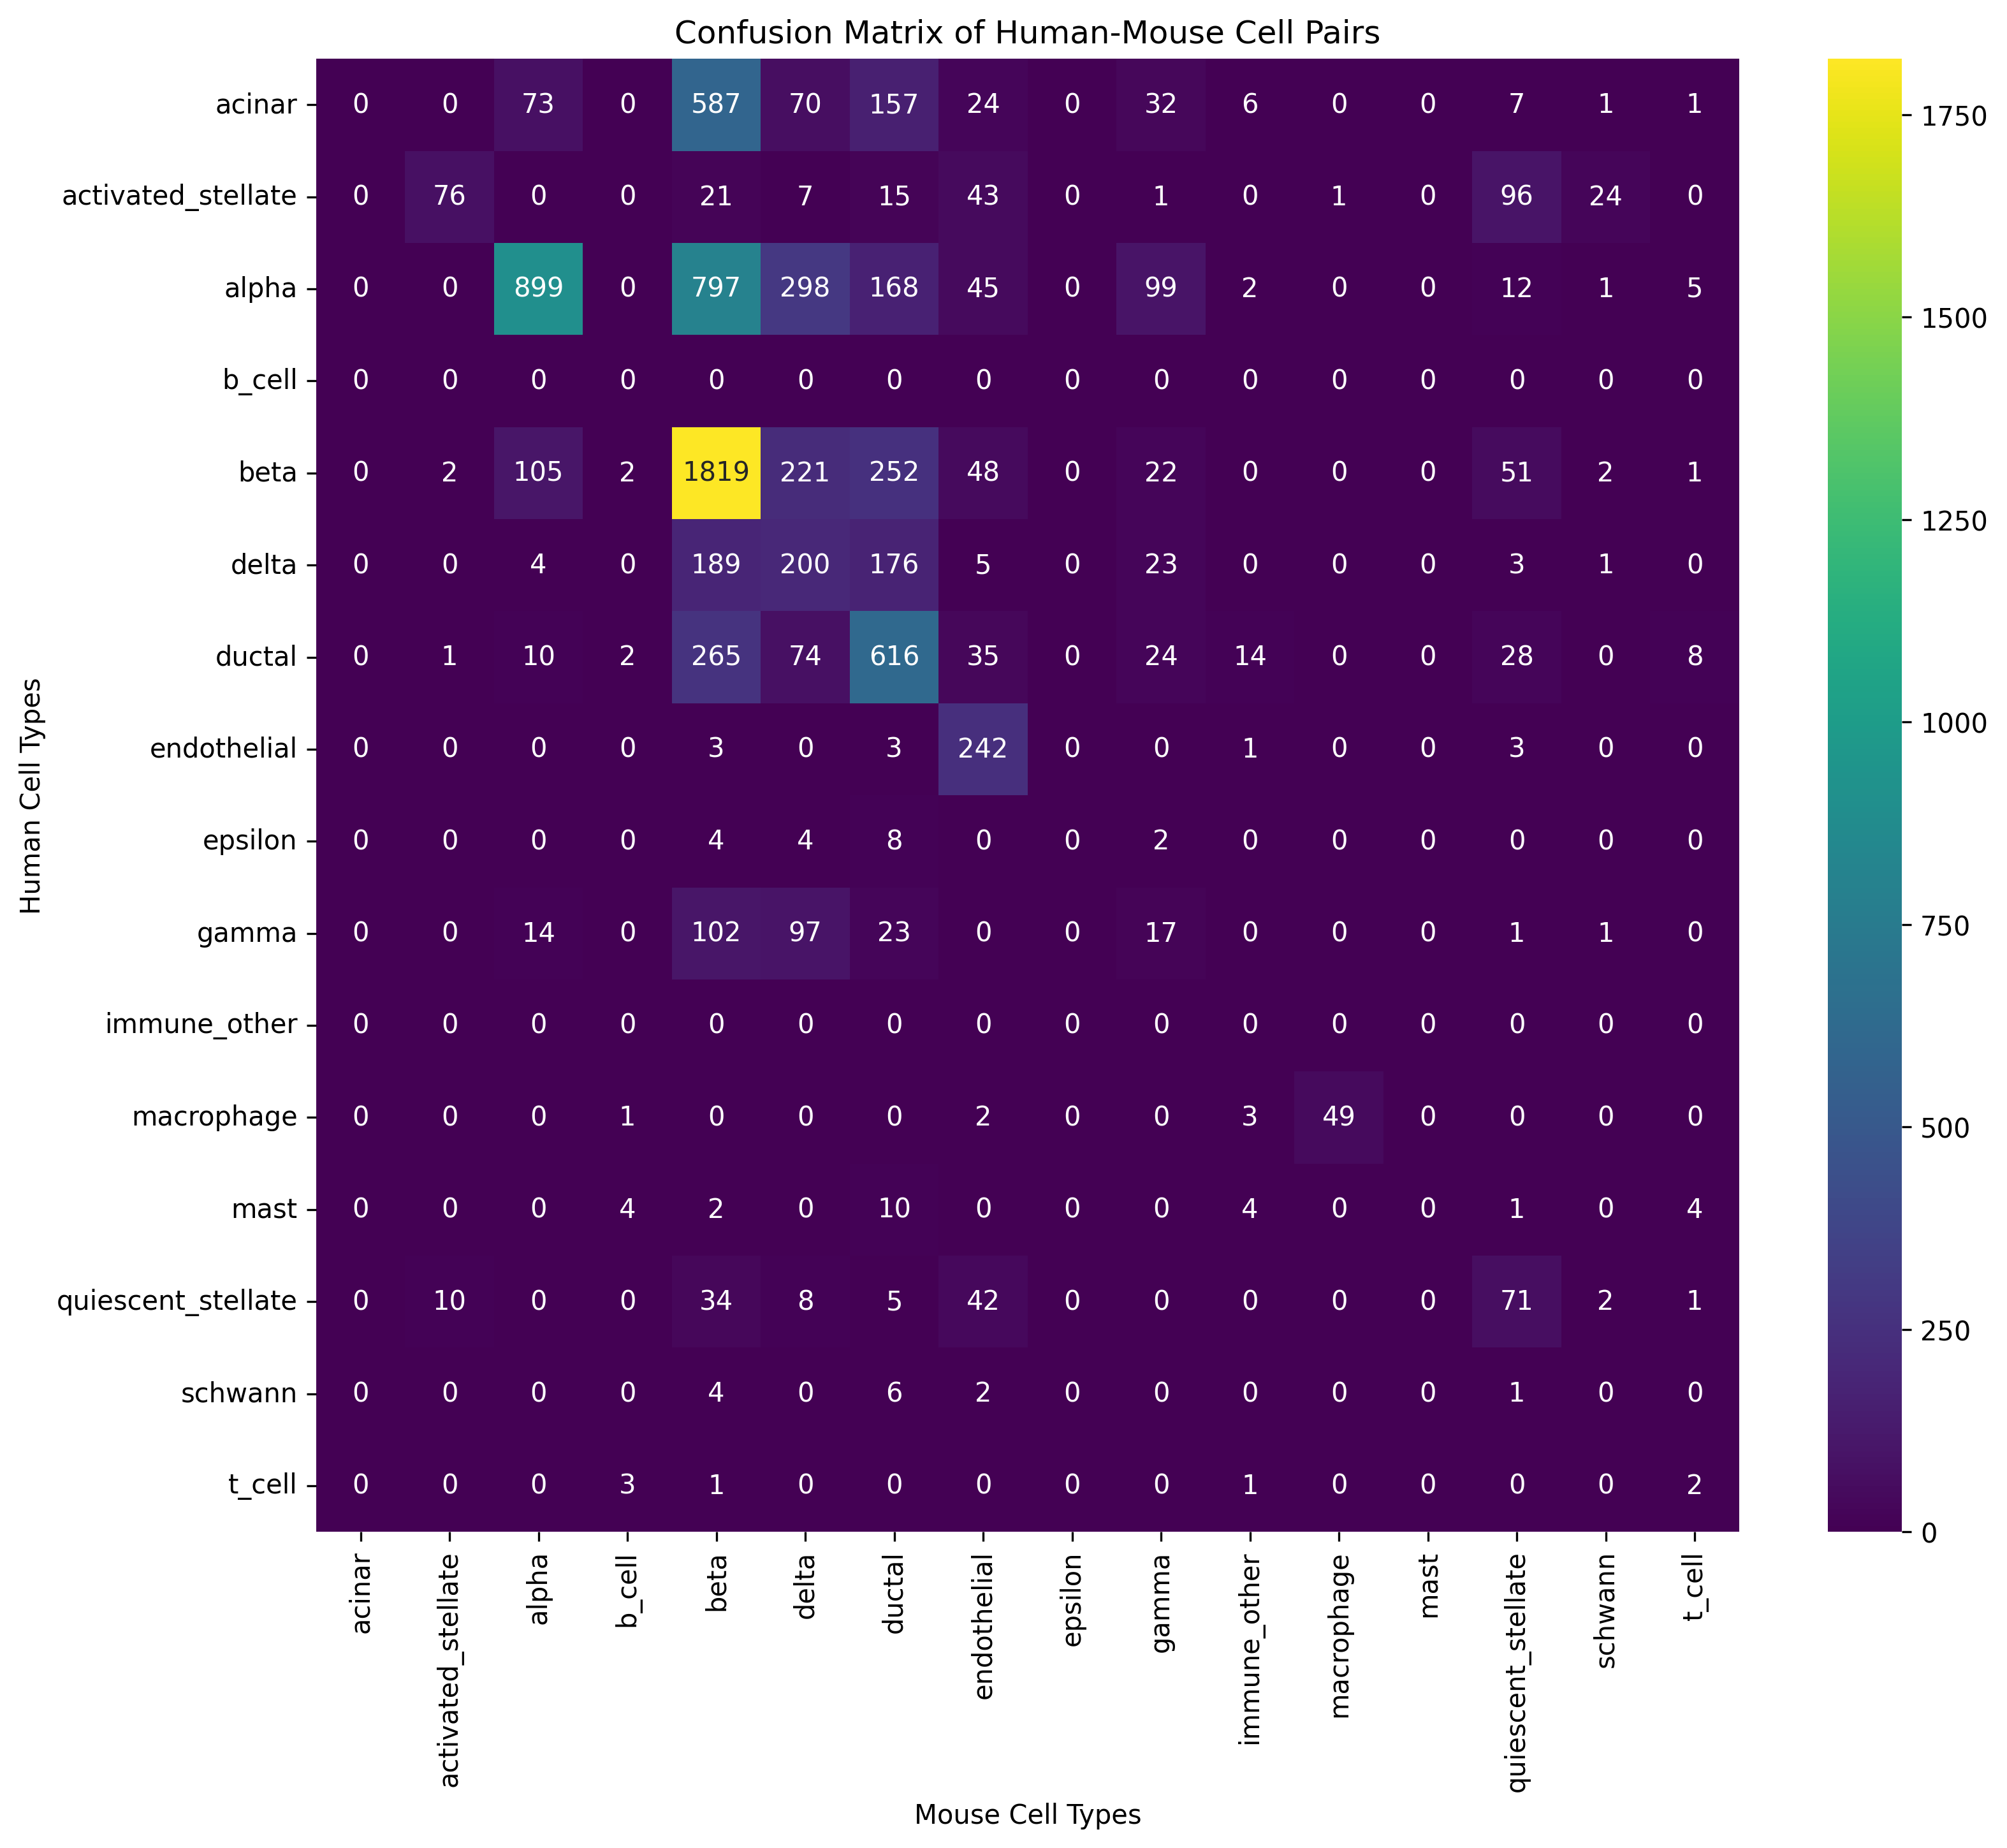 Confusion Matrix of Human-Mouse Cell Pairs
acinar 0 0 73 0 587 70 157 24 0 32 6 0 0 7 1 1
activated_stellate 0 76 0 0 21 7 15 43 0 1 0 1 0 96 24 0
alpha 0 0 899 0 797 298 168 45 0 99 2 0 0 12 1 5
b_cell 0 0 0 0 0 0 0 0 0 0 0 0 0 0 0 0
beta 0 2 105 2 1819 221 252 48 0 22 0 0 0 51 2 1
delta 0 0 4 0 189 200 176 5 0 23 0 0 0 3 1 0
ductal 0 1 10 2 265 74 616 35 0 24 14 0 0 28 0 8
endothelial 0 0 0 0 3 0 3 242 0 0 1 0 0 3 0 0
epsilon 0 0 0 0 4 4 8 0 0 2 0 0 0 0 0 0
gamma 0 0 14 0 102 97 23 0 0 17 0 0 0 1 1 0
immune_other 0 0 0 0 0 0 0 0 0 0 0 0 0 0 0 0
macrophage 0 0 0 1 0 0 0 2 0 0 3 49 0 0 0 0
mast 0 0 0 4 2 0 10 0 0 0 4 0 0 1 0 4
quiescent_stellate 0 10 0 0 34 8 5 42 0 0 0 0 0 71 2 1
schwann 0 0 0 0 4 0 6 2 0 0 0 0 0 1 0 0
t_cell 0 0 0 3 1 0 0 0 0 0 1 0 0 0 0 2
acinar activated_stellate alpha b_cell beta delta ductal endothelial epsilon gamma immune_other macrophage mast quiescent_stellate schwann t_cell
Mouse Cell Types
Human Cell Types
1750
1500
1250
1000
750
500
250
0